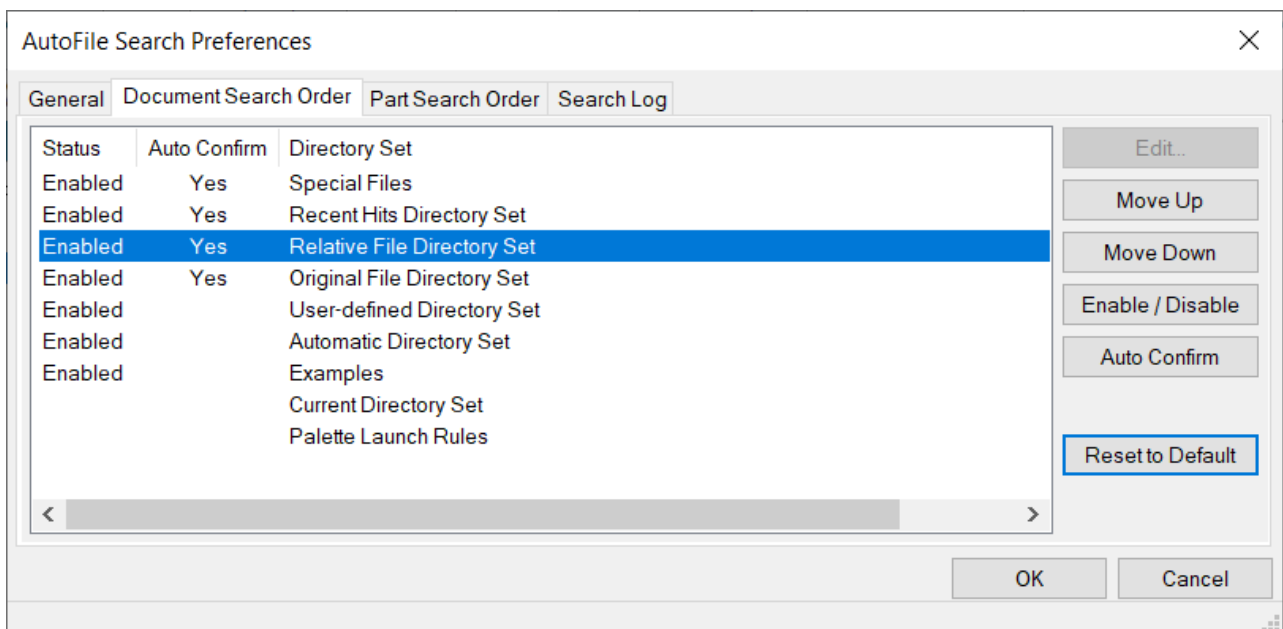 AutoFile Search Preferences
General Document Search Order Part Search Order Search Log
Status Auto Confirm Directory Set
Enabled Yes Special Files
Enabled Yes Recent Hits Directory Set
Enabled Yes Relative File Directory Set
Enabled Yes Original File Directory Set
Enabled User-defined Directory Set
Enabled Automatic Directory Set
Enabled Examples
Current Directory Set
Palette Launch Rules
Edit...
Move Up
Move Down
Enable / Disable
Auto Confirm
Reset to Default
OK Cancel